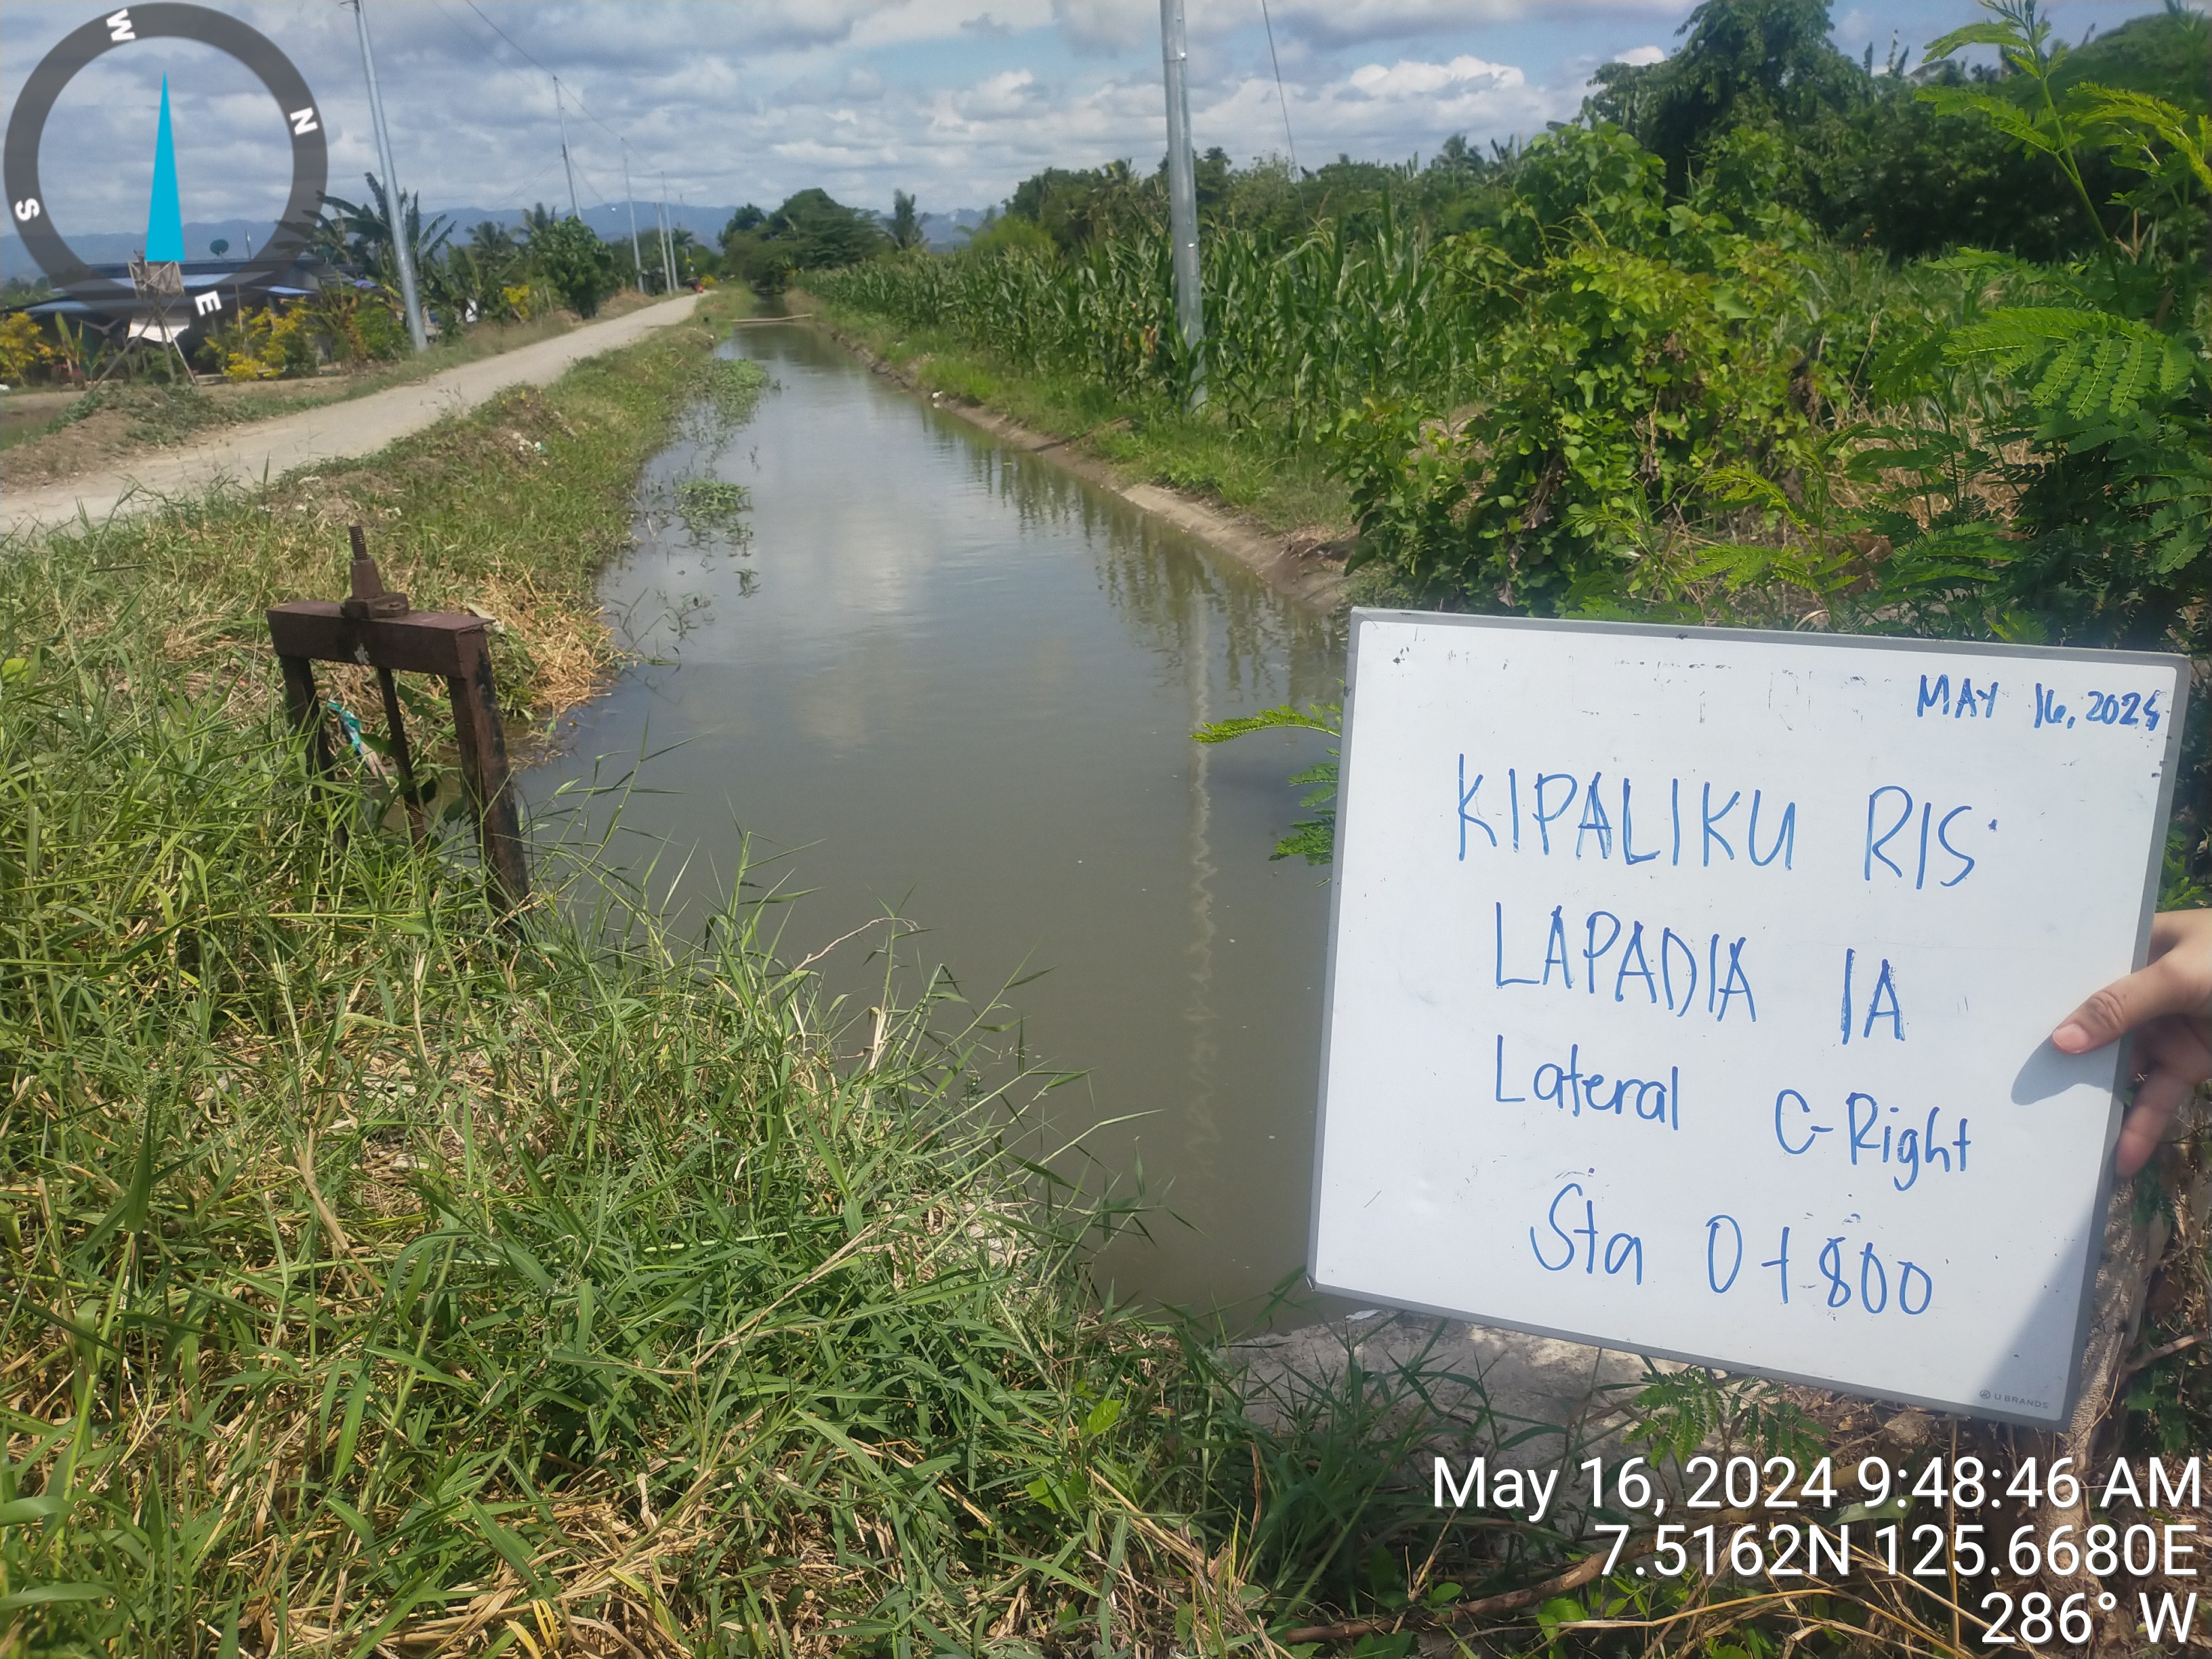 W
N
S
E
MAY 16, 2024
KIPALIKU RIS
LAPADIA IA
Lateral C-Right
Sta 0+800
U BRANDS
May 16, 2024 9:48:46 AM
7.5162N 125.6680E
286° W